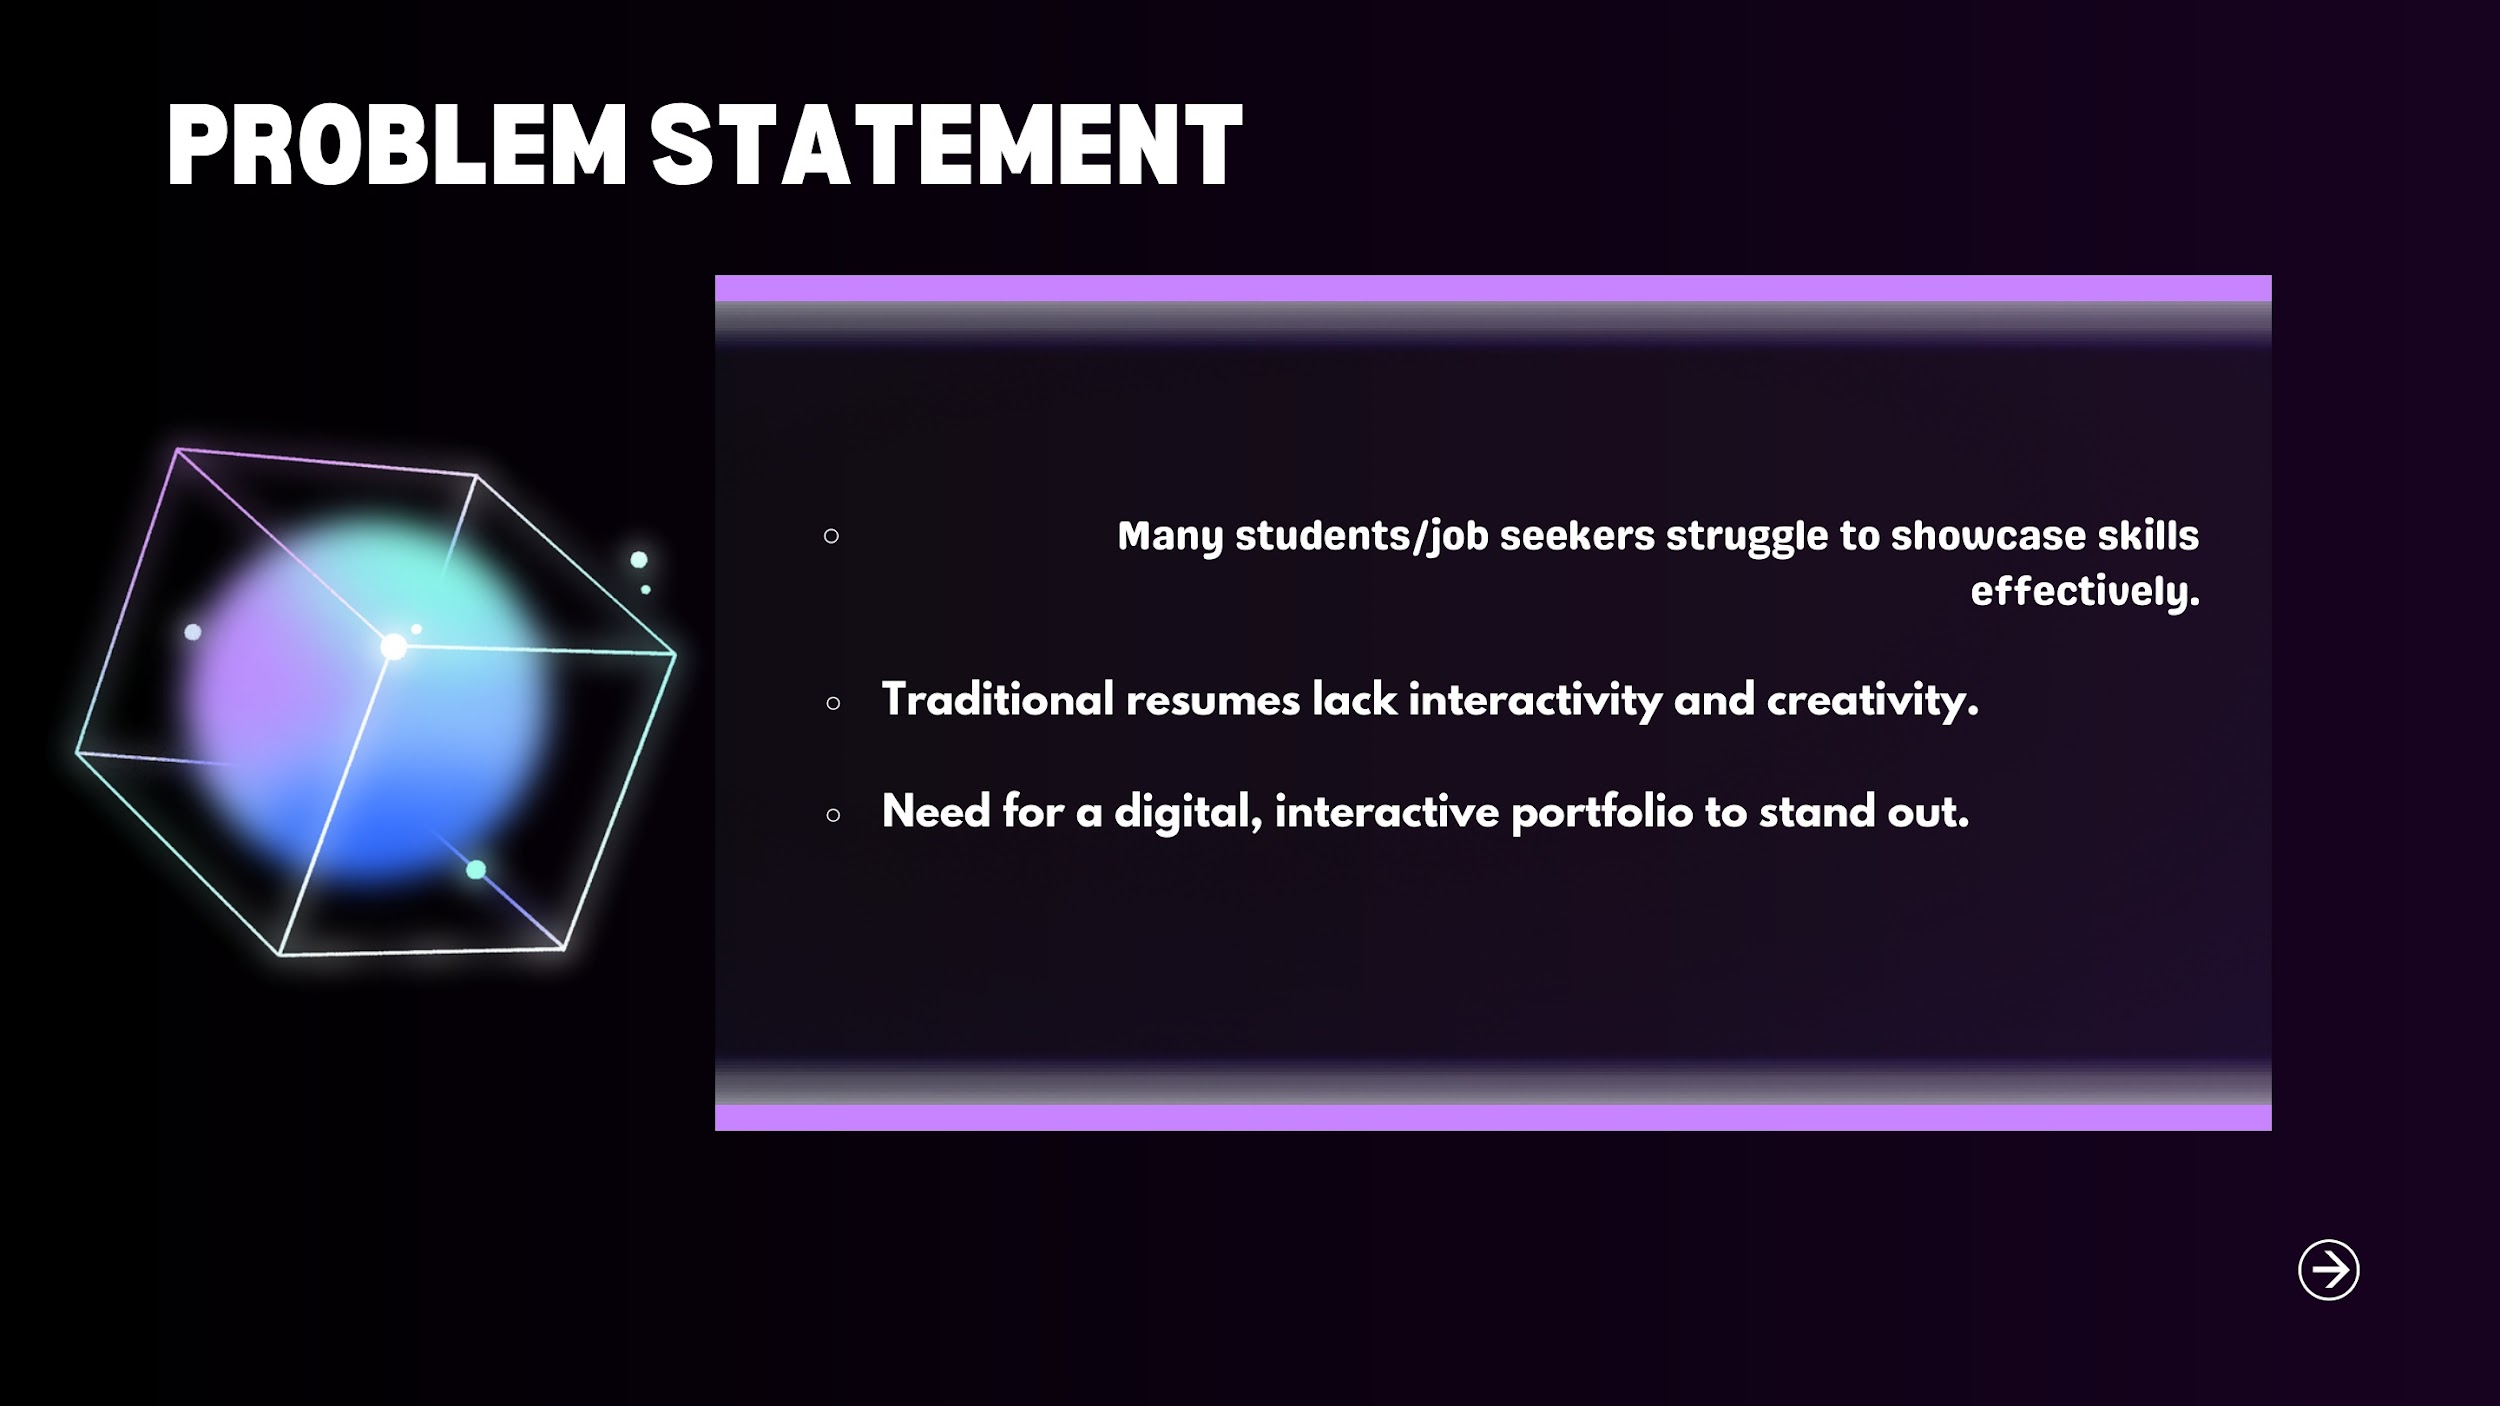 PROBLEM STATEMENT
○ Many students/job seekers struggle to showcase skills
effectively.
○ Traditional resumes lack interactivity and creativity.
○ Need for a digital, interactive portfolio to stand out.